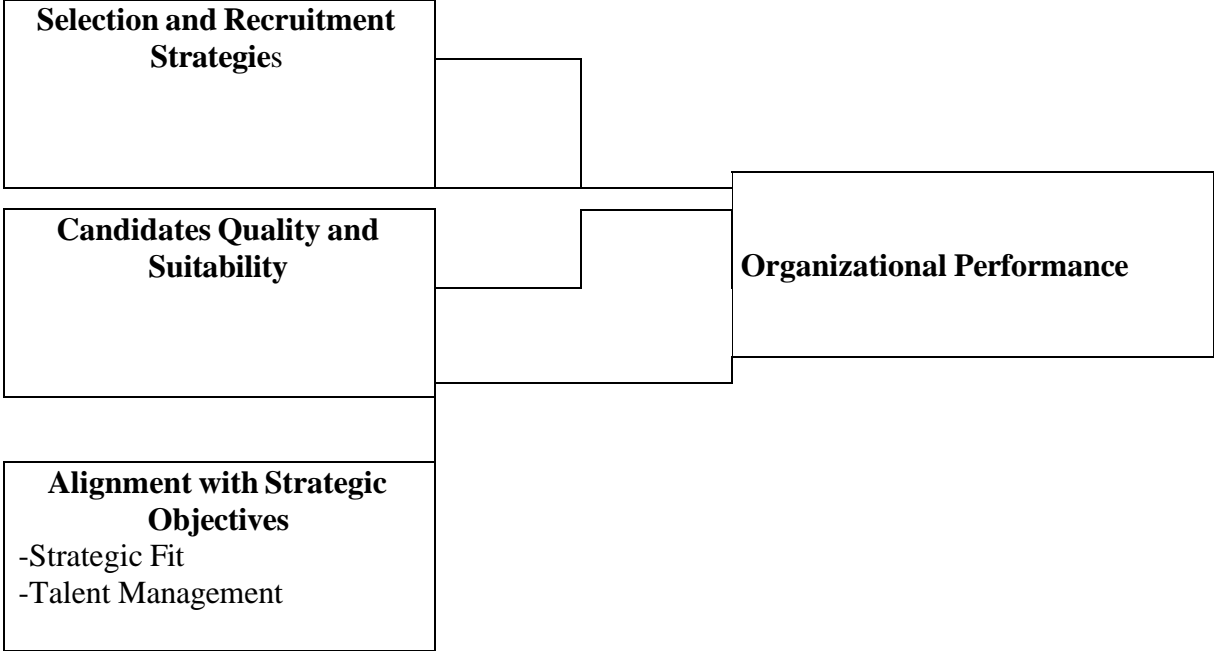 Selection and Recruitment
Strategies
Candidates Quality and
Suitability
Organizational Performance
Alignment with Strategic
Objectives
-Strategic Fit
-Talent Management